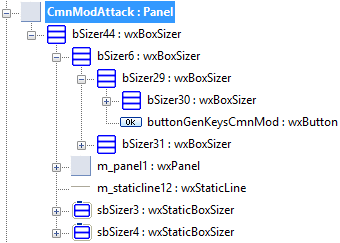 CmnModAttack : Panel
bSizer44 : wxBoxSizer
bSizer6 : wxBoxSizer
bSizer29 : wxBoxSizer
bSizer30 : wxBoxSizer
Ok buttonGenKeysCmnMod : wxButton
bSizer31 : wxBoxSizer
m_panel1 : wxPanel
m_staticline12 : wxStaticLine
sbSizer3 : wxStaticBoxSizer
sbSizer4 : wxStaticBoxSizer